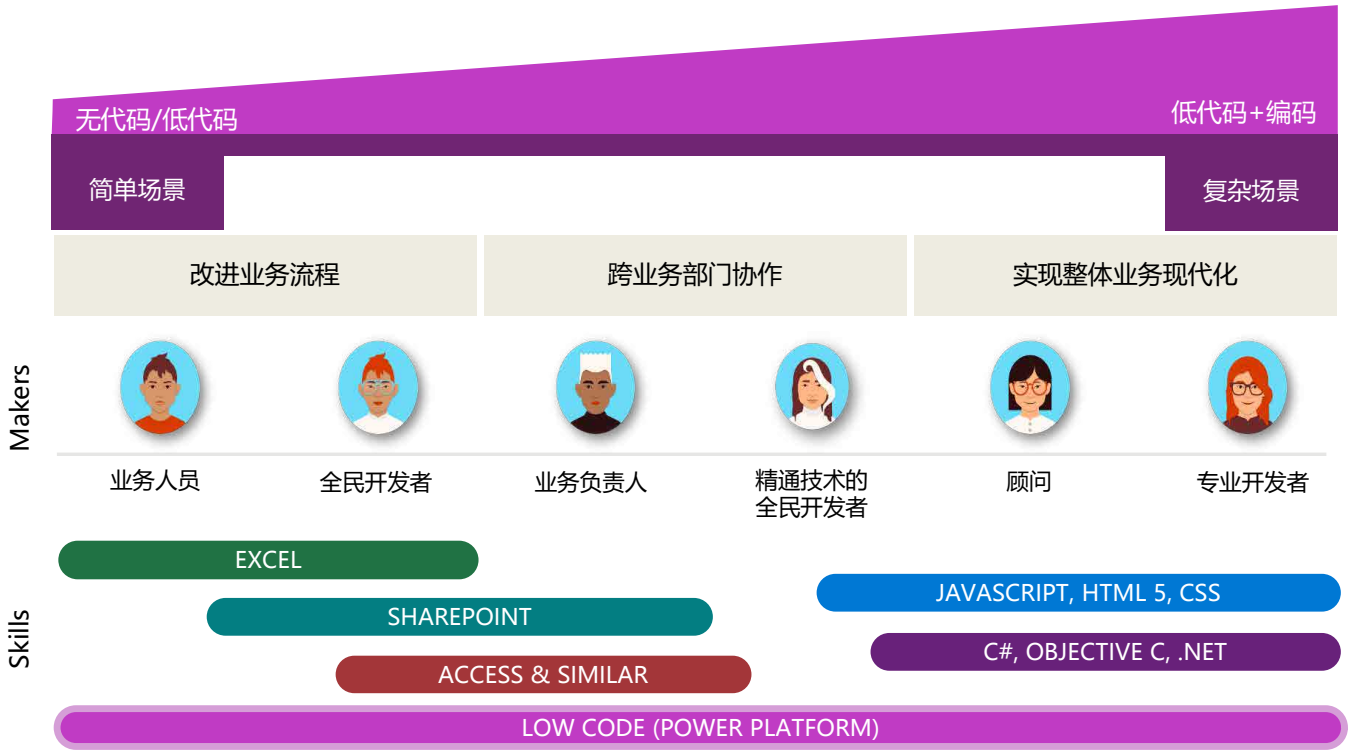 无代码/低代码
低代码+编码
简单场景
复杂场景
改进业务流程
跨业务部门协作
实现整体业务现代化
Makers
业务人员
全民开发者
业务负责人
精通技术的
全民开发者
顾问
专业开发者
Skills
EXCEL
JAVASCRIPT, HTML 5, CSS
SHAREPOINT
C#, OBJECTIVE C, .NET
ACCESS & SIMILAR
LOW CODE (POWER PLATFORM)